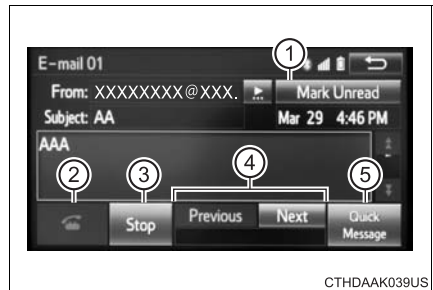 1
E-mail 01
From: XXXXXXXX@XXX. Mark Unread
Subject: AA Mar 29 4:46 PM
AAA
2 3 4 5
Stop Previous Next Quick Message
CTHDAAK039US